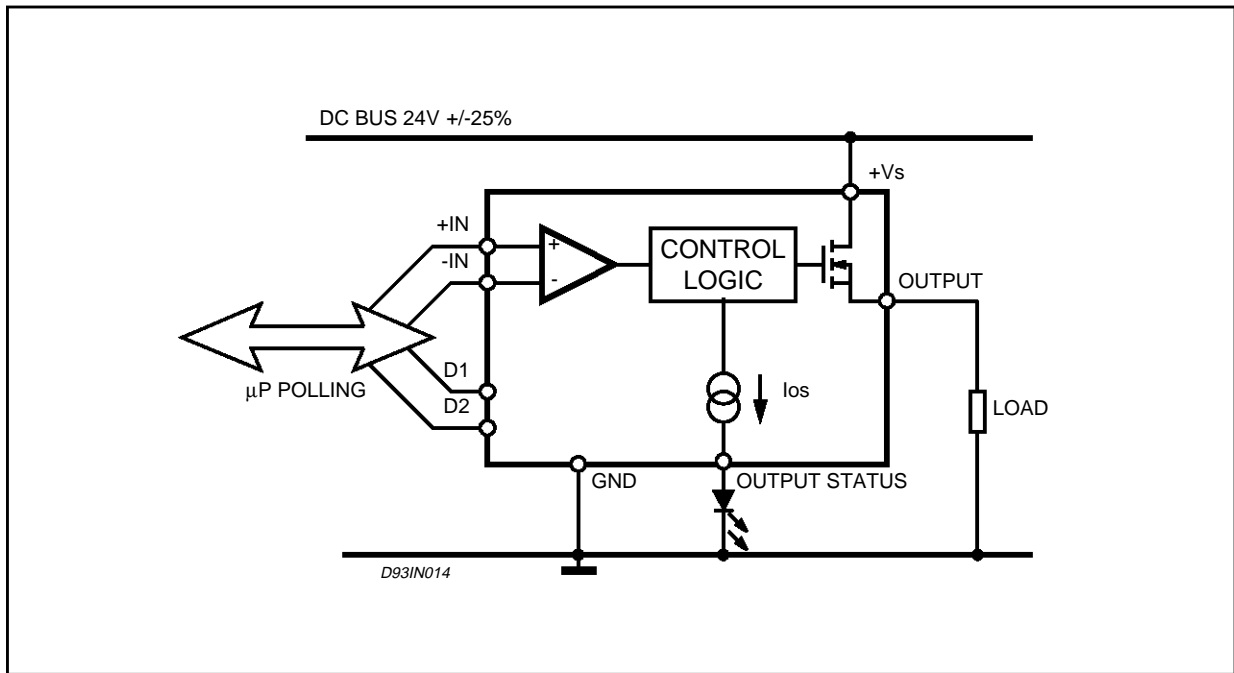 DC BUS 24V +/-25%
+Vs
+IN
-IN
+
-
CONTROL
LOGIC
OUTPUT
µP POLLING
D1
D2
Ios
LOAD
GND
OUTPUT STATUS
D93IN014